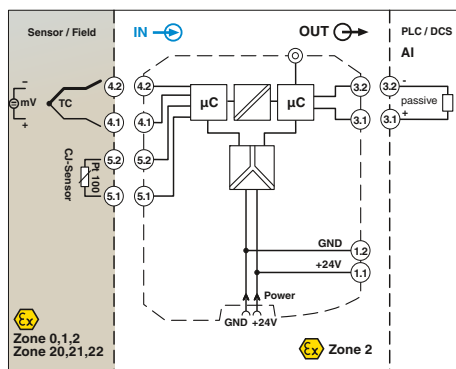 Sensor / Field
IN
OUT
PLC / DCS
AI
−
mV
+
TC
4.2
4.1
5.2
5.1
CJ-Sensor
Pt 100
4.2
4.1
5.2
5.1
µC
µC
3.2
3.1
3.2 -
passive
3.1 +
GND
1.2
+24V
1.1
Power
GND +24V
Ex
Zone 0,1,2
Zone 20,21,22
Ex Zone 2